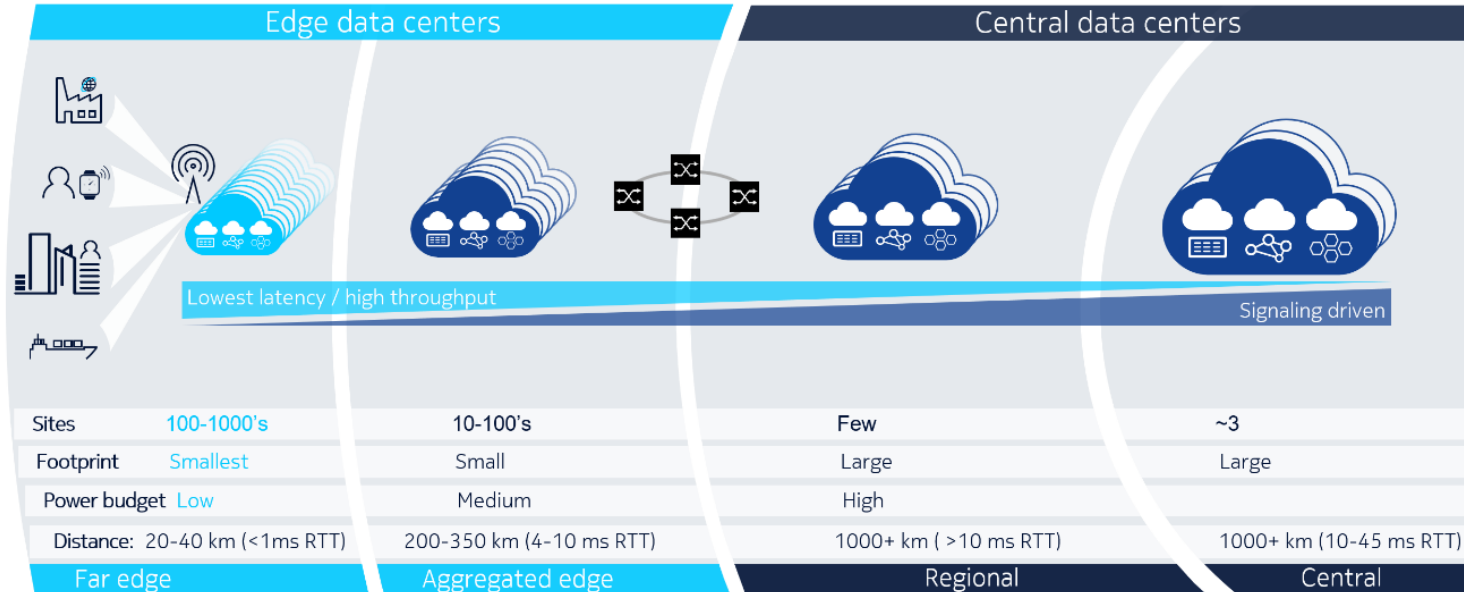 Edge data centers
Central data centers
Lowest latency / high throughput
Signaling driven
Sites 100-1000's 10-100's Few ~3
Footprint Smallest Small Large Large
Power budget Low Medium High
Distance: 20-40 km (<1ms RTT) 200-350 km (4-10 ms RTT) 1000+ km ( >10 ms RTT) 1000+ km (10-45 ms RTT)
Far edge Aggregated edge Regional Central